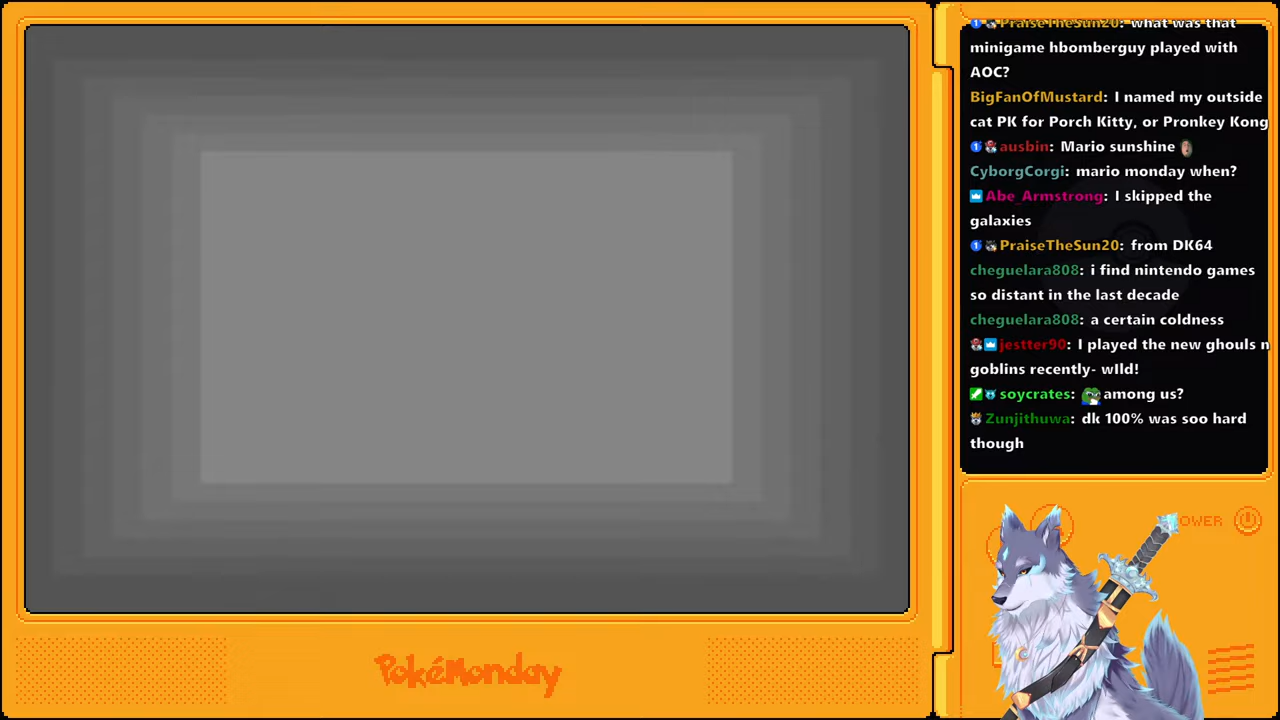 PraiseTheSun20: what was that
minigame hbomberguy played with
AOC?
BigFanOfMustard: I named my outside
cat PK for Porch Kitty, or Pronkey Kong
ausbin: Mario sunshine
CyborgCorgi: mario monday when?
Abe_Armstrong: I skipped the
galaxies
PraiseTheSun20: from DK64
cheguelara808: i find nintendo games
so distant in the last decade
cheguelara808: a certain coldness
jestter90: I played the new ghouls n
goblins recently- wIld!
soycrates: among us?
Zunjithuwa: dk 100% was soo hard
though
OWER
PokéMonday